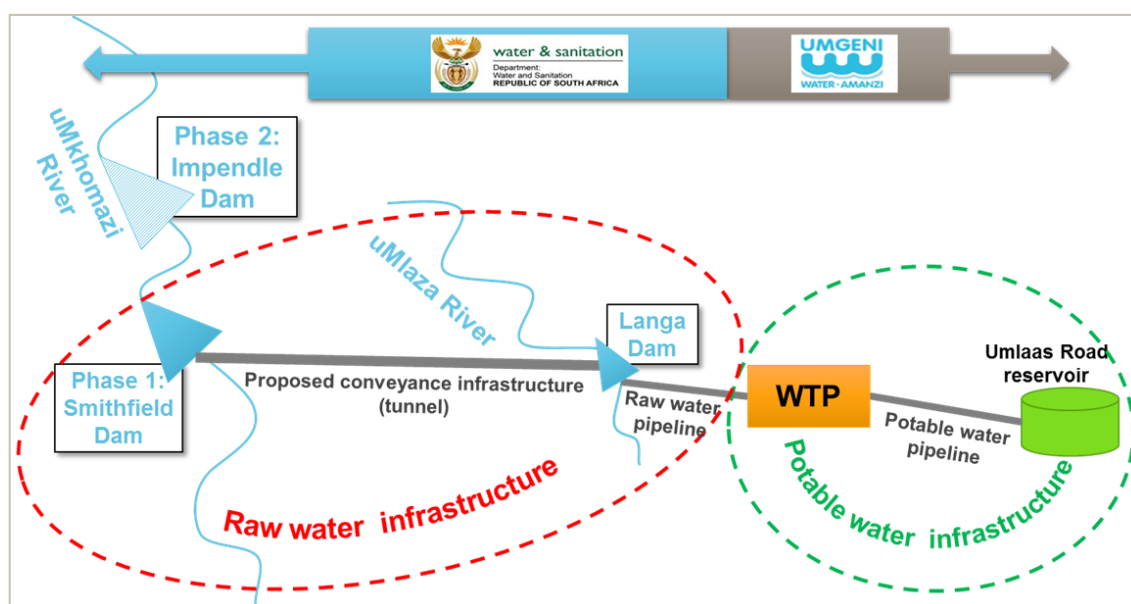 water & sanitation
Department:
Water and Sanitation
REPUBLIC OF SOUTH AFRICA
UMGENI
WATER•AMANZI
uMkhomazi
River
Phase 2:
Impendle
Dam
uMlaza River
Langa
Dam
Phase 1:
Smithfield
Dam
Proposed conveyance infrastructure
(tunnel)
Raw water
pipeline
WTP
Potable water
pipeline
Umlaas Road
reservoir
Raw water infrastructure
Potable water infrastructure